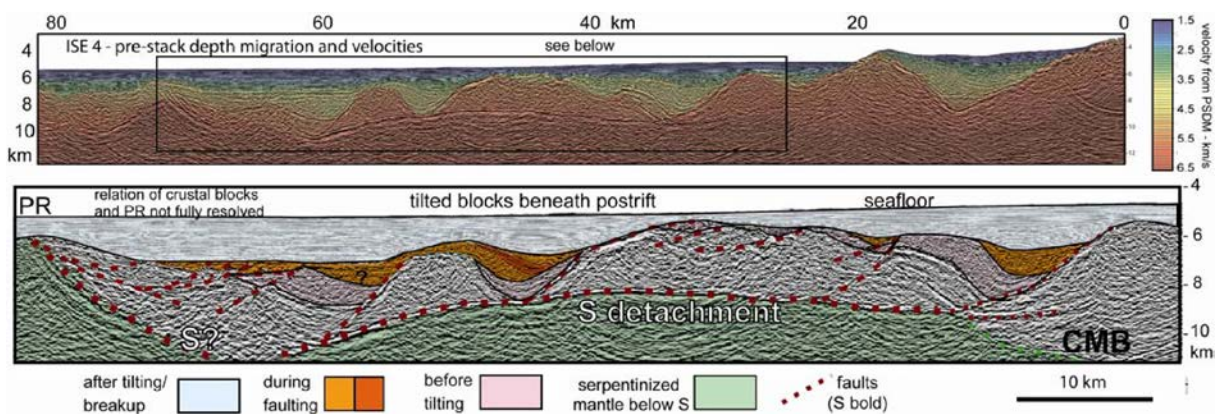 80 60 40 km 20 0
ISE 4 - pre-stack depth migration and velocities
see below
4
6
8
10
km
1.5
2.5
3.5
4.5
5.5
6.5
velocity from PSDM - km/s
PR
relation of crustal blocks
and PR not fully resolved
tilted blocks beneath postrift
seafloor
4
6
8
10
km
?
S?
S detachment
CMB
after tilting/
breakup
during
faulting
before
tilting
serpentinized
mantle below S
faults
(S bold)
10 km